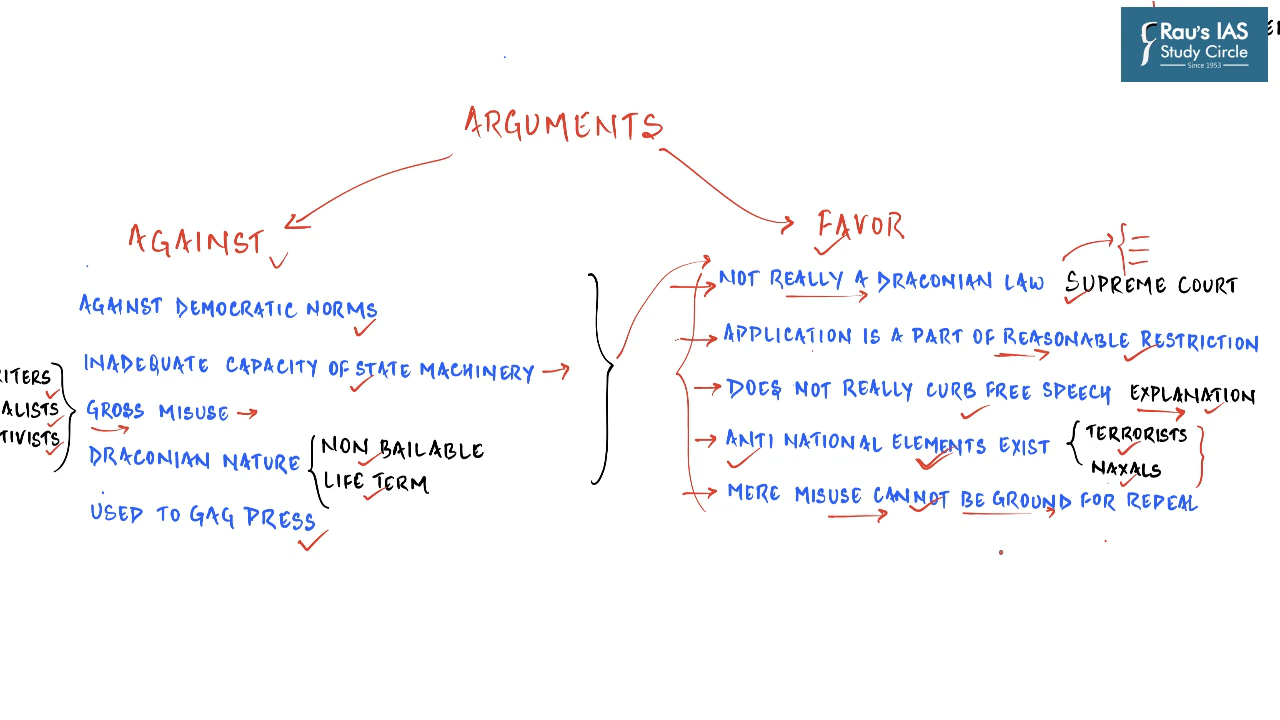 Rau's IAS
Study Circle
Since 1953
ARGUMENTS
AGAINST
AGAINST DEMOCRATIC NORMS
INADEQUATE CAPACITY OF STATE MACHINERY
ITERS
ALISTS
TIVISTS
GROSS MISUSE
DRACONIAN NATURE
NON BAILABLE
LIFE TERM
USED TO GAG PRESS
FAVOR
NOT REALLY A DRACONIAN LAW SUPREME COURT
APPLICATION IS A PART OF REASONABLE RESTRICTION
DOES NOT REALLY CURB FREE SPEECH EXPLANATION
ANTI NATIONAL ELEMENTS EXIST
TERRORISTS
NAXALS
MERE MISUSE CANNOT BE GROUND FOR REPEAL